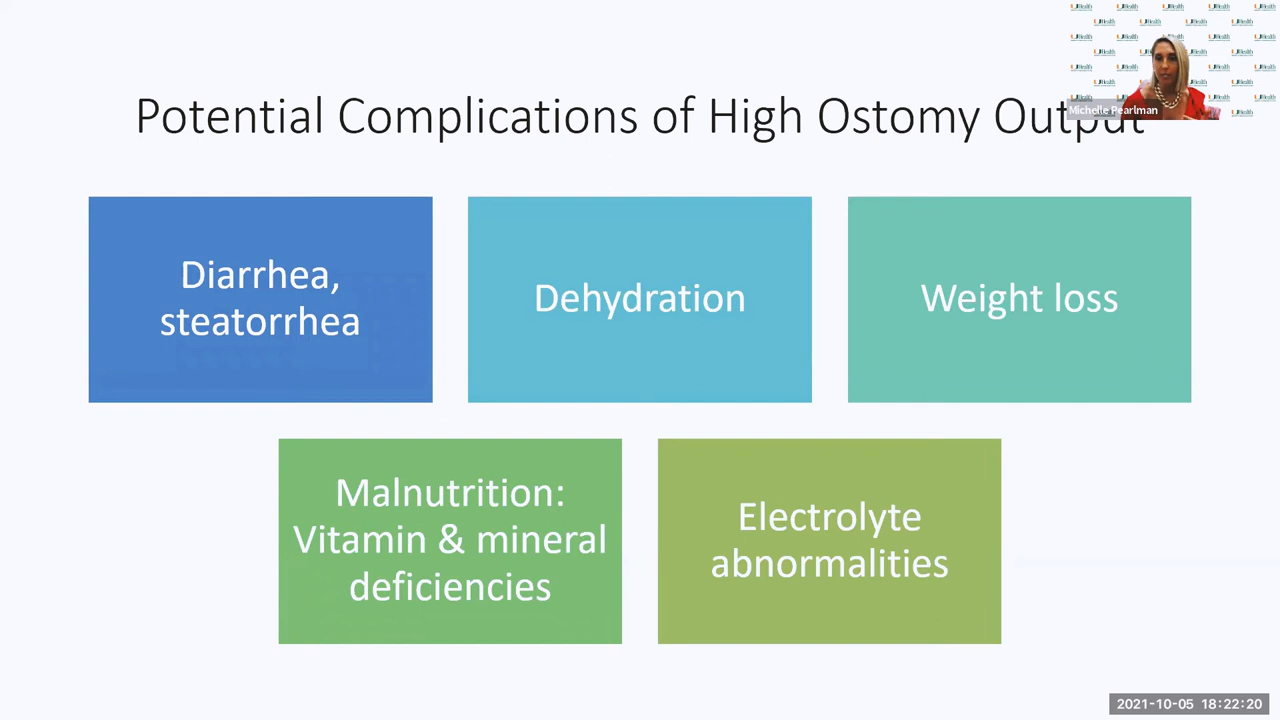 Potential Complications of High Ostomy Output
Michelle Pearlman
Diarrhea,
steatorrhea
Dehydration
Weight loss
Malnutrition:
Vitamin & mineral
deficiencies
Electrolyte
abnormalities
2021-10-05 18:22:20